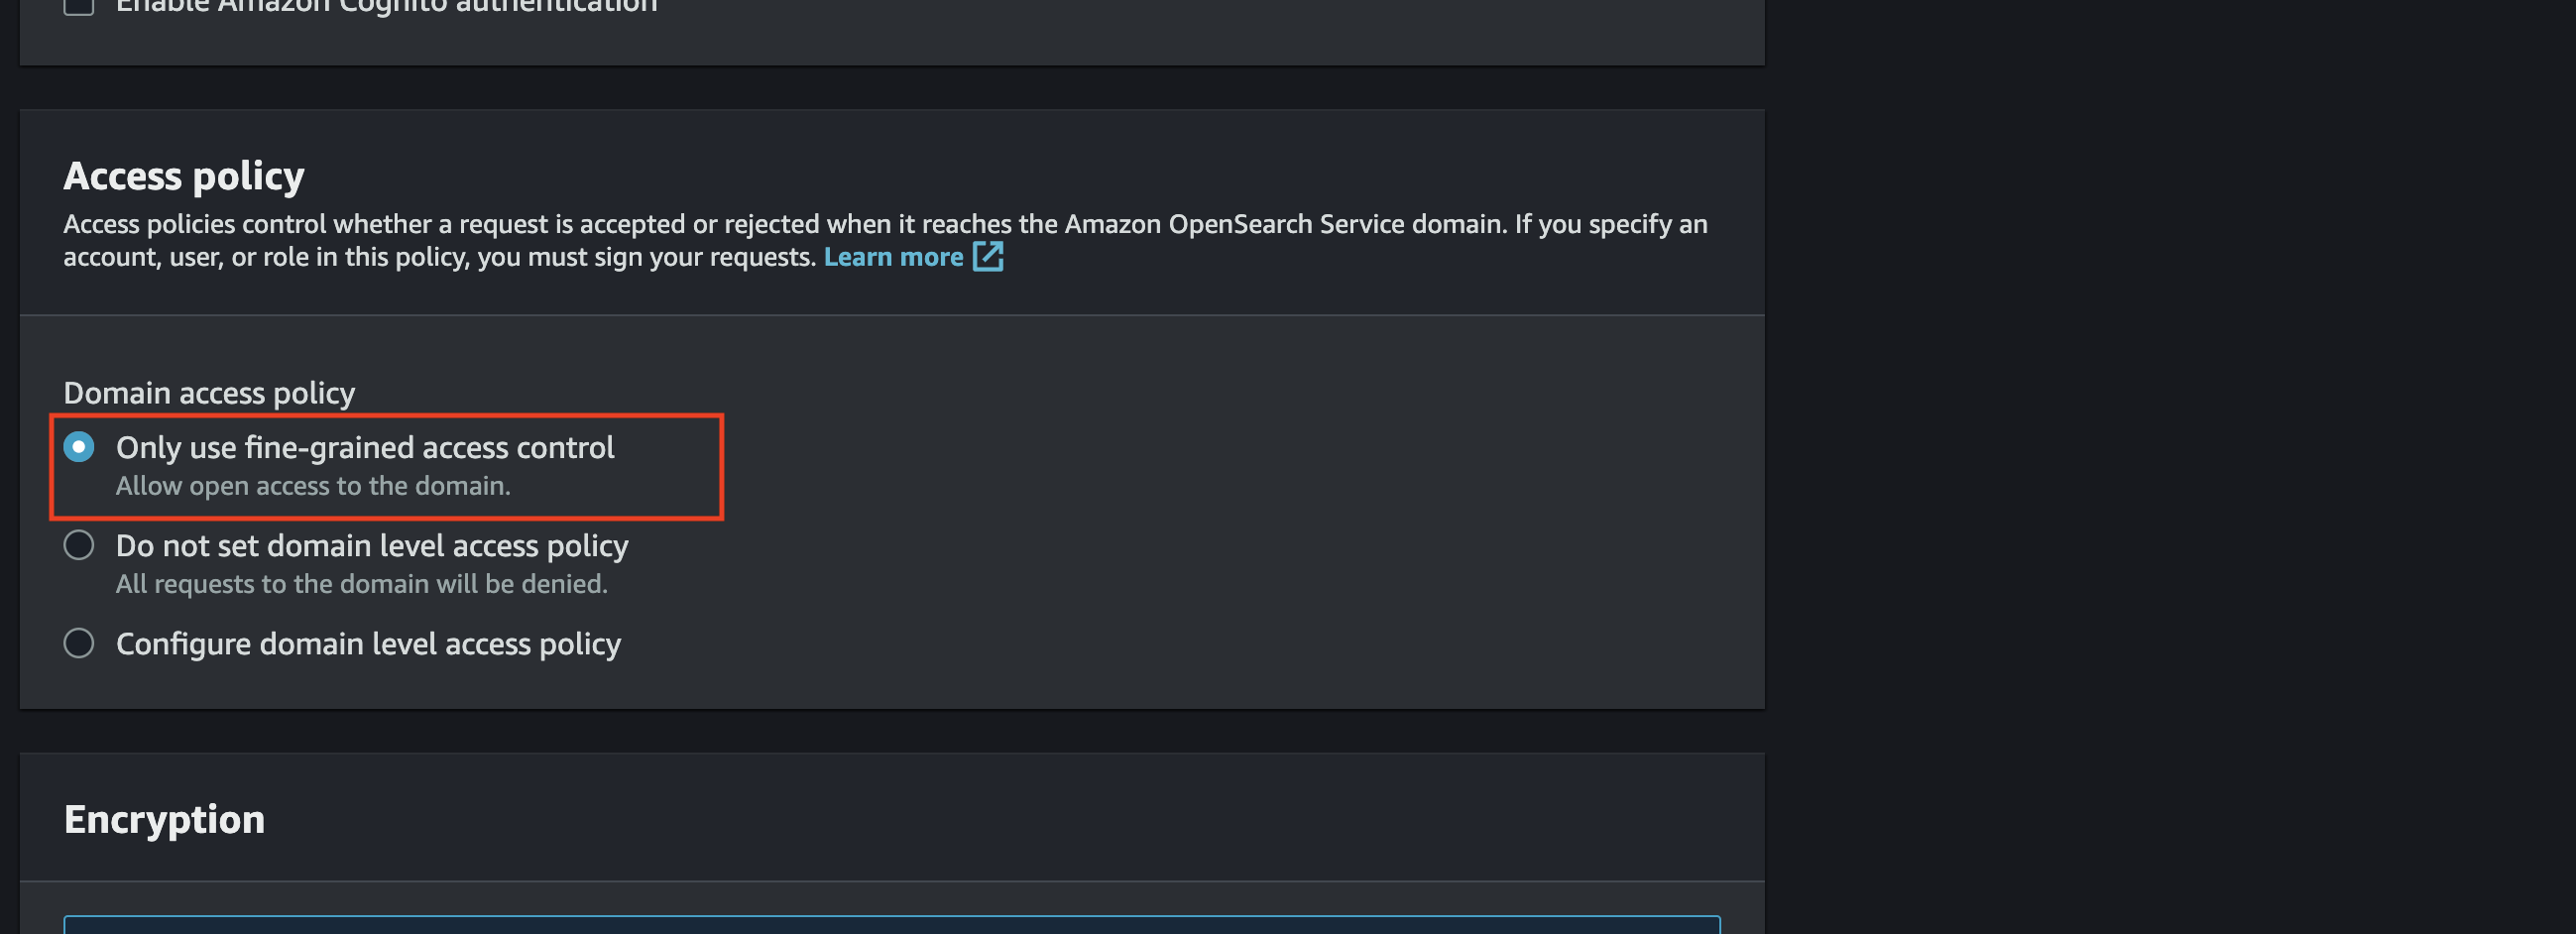 Enable Amazon Cognito authentication
Access policy
Access policies control whether a request is accepted or rejected when it reaches the Amazon OpenSearch Service domain. If you specify an
account, user, or role in this policy, you must sign your requests. Learn more
Domain access policy
Only use fine-grained access control
Allow open access to the domain.
Do not set domain level access policy
All requests to the domain will be denied.
Configure domain level access policy
Encryption